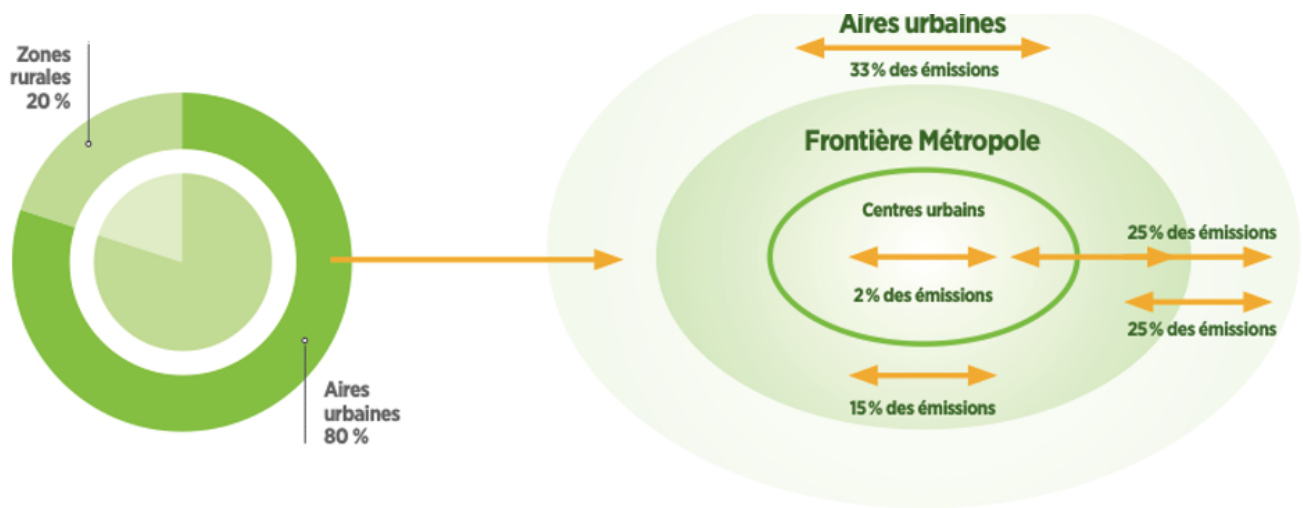 Zones
rurales
20 %
Aires
urbaines
80 %
Aires urbaines
33 % des émissions
Frontière Métropole
Centres urbains
2 % des émissions
25 % des émissions
25 % des émissions
15 % des émissions